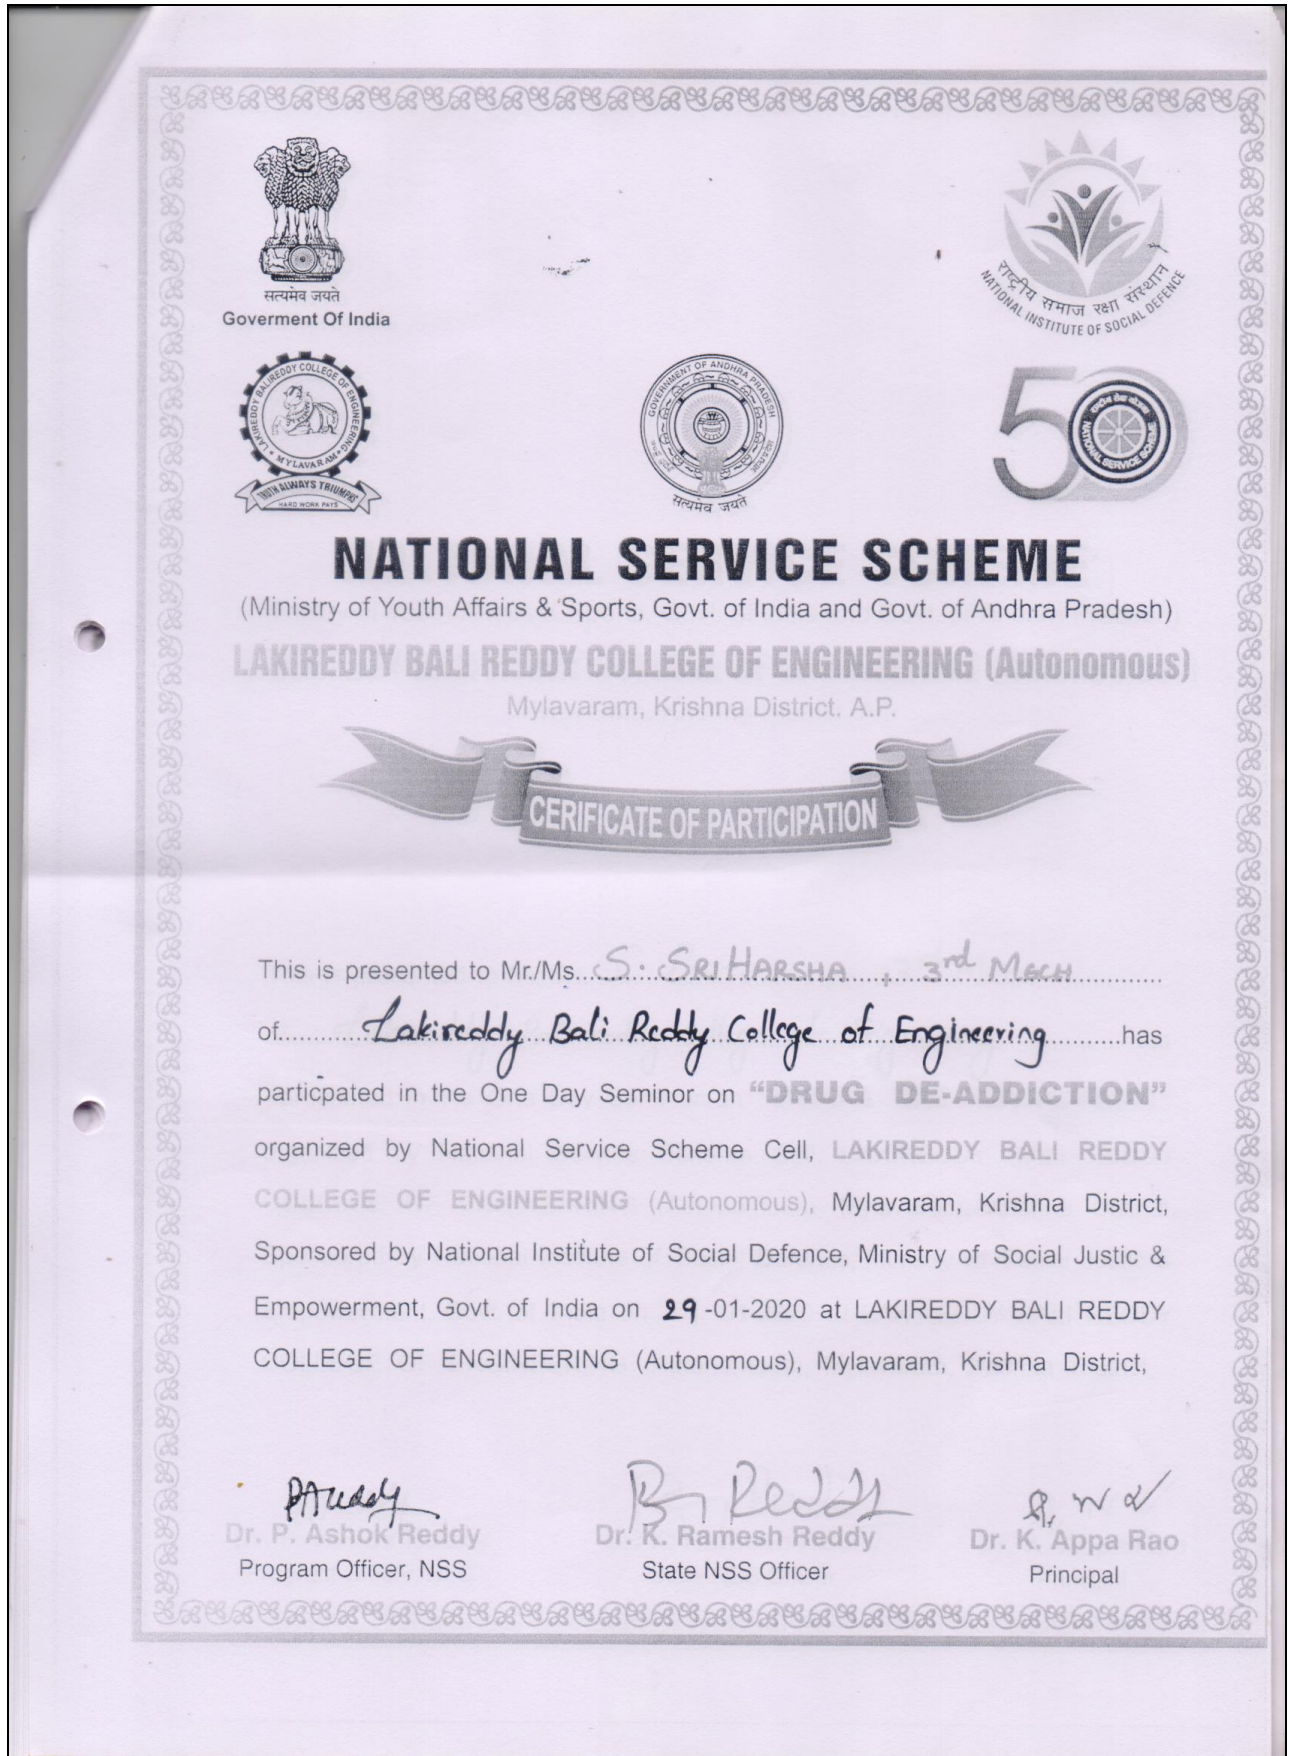 सत्यमेव जयते
Goverment Of India
राष्ट्रीय समाज रक्षा संस्थान
NATIONAL INSTITUTE OF SOCIAL DEFENCE
LAKIREDDY BALIREDDY COLLEGE OF ENGINEERING
MYLAVARAM
TRUTH ALWAYS TRIUMPHS
HARD WORK PAYS
GOVERNMENT OF ANDHRA PRADESH
सत्यमेव जयते
50
NATIONAL SERVICE SCHEME
NATIONAL SERVICE SCHEME
(Ministry of Youth Affairs & Sports, Govt. of India and Govt. of Andhra Pradesh)
LAKIREDDY BALI REDDY COLLEGE OF ENGINEERING (Autonomous)
Mylavaram, Krishna District. A.P.
CERIFICATE OF PARTICIPATION
This is presented to Mr./Ms. S. SRI HARSHA, 3rd MECH
of Lakireddy Bali Reddy College of Engineering has
particpated in the One Day Seminor on "DRUG DE-ADDICTION"
organized by National Service Scheme Cell, LAKIREDDY BALI REDDY
COLLEGE OF ENGINEERING (Autonomous), Mylavaram, Krishna District,
Sponsored by National Institute of Social Defence, Ministry of Social Justic &
Empowerment, Govt. of India on 29-01-2020 at LAKIREDDY BALI REDDY
COLLEGE OF ENGINEERING (Autonomous), Mylavaram, Krishna District,
Dr. P. Ashok Reddy
Program Officer, NSS
Dr. K. Ramesh Reddy
State NSS Officer
Dr. K. Appa Rao
Principal